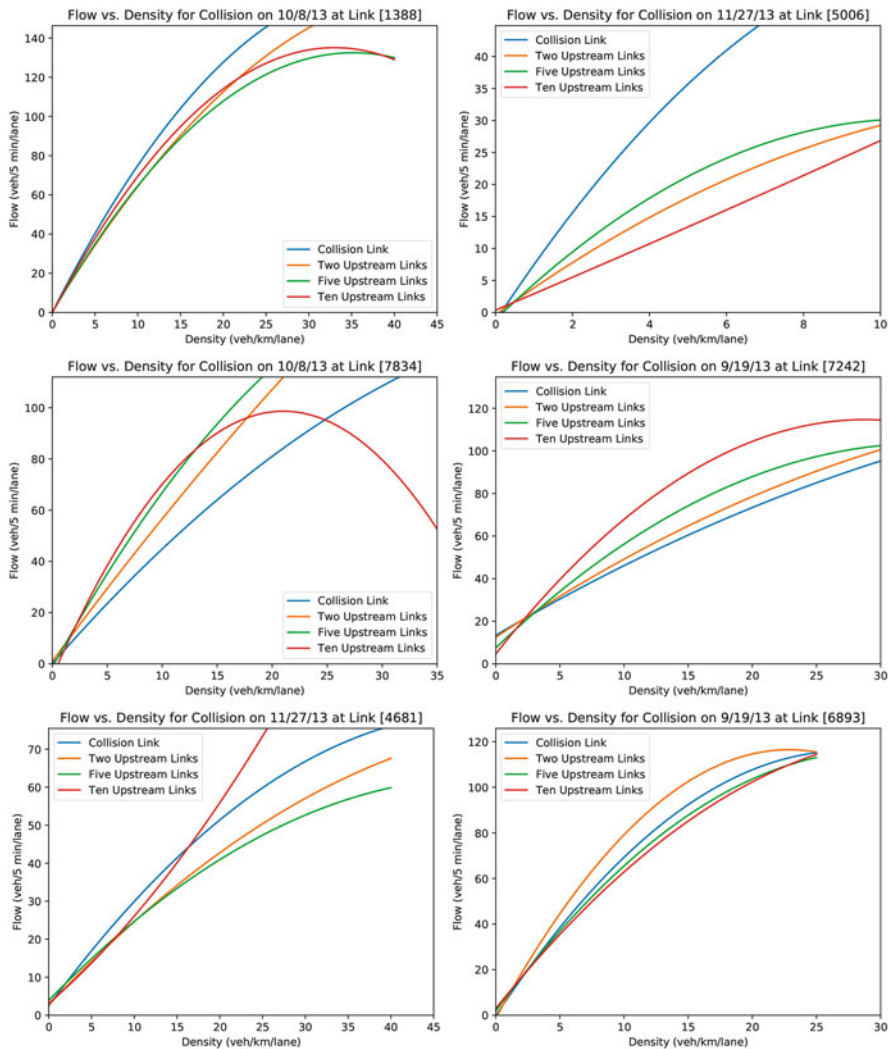 Flow vs. Density for Collision on 10/8/13 at Link [1388]
Flow (veh/5 min/lane)
140
120
100
80
60
40
20
0
Collision Link
Two Upstream Links
Five Upstream Links
Ten Upstream Links
0 5 10 15 20 25 30 35 40 45
Density (veh/km/lane)
Flow vs. Density for Collision on 11/27/13 at Link [5006]
Flow (veh/5 min/lane)
40
35
30
25
20
15
10
5
0
Collision Link
Two Upstream Links
Five Upstream Links
Ten Upstream Links
0 2 4 6 8 10
Density (veh/km/lane)
Flow vs. Density for Collision on 10/8/13 at Link [7834]
Flow (veh/5 min/lane)
100
80
60
40
20
0
Collision Link
Two Upstream Links
Five Upstream Links
Ten Upstream Links
0 5 10 15 20 25 30 35
Density (veh/km/lane)
Flow vs. Density for Collision on 9/19/13 at Link [7242]
Flow (veh/5 min/lane)
120
100
80
60
40
20
0
Collision Link
Two Upstream Links
Five Upstream Links
Ten Upstream Links
0 5 10 15 20 25 30
Density (veh/km/lane)
Flow vs. Density for Collision on 11/27/13 at Link [4681]
Flow (veh/5 min/lane)
70
60
50
40
30
20
10
0
Collision Link
Two Upstream Links
Five Upstream Links
Ten Upstream Links
0 5 10 15 20 25 30 35 40 45
Density (veh/km/lane)
Flow vs. Density for Collision on 9/19/13 at Link [6893]
Flow (veh/5 min/lane)
120
100
80
60
40
20
0
Collision Link
Two Upstream Links
Five Upstream Links
Ten Upstream Links
0 5 10 15 20 25 30
Density (veh/km/lane)